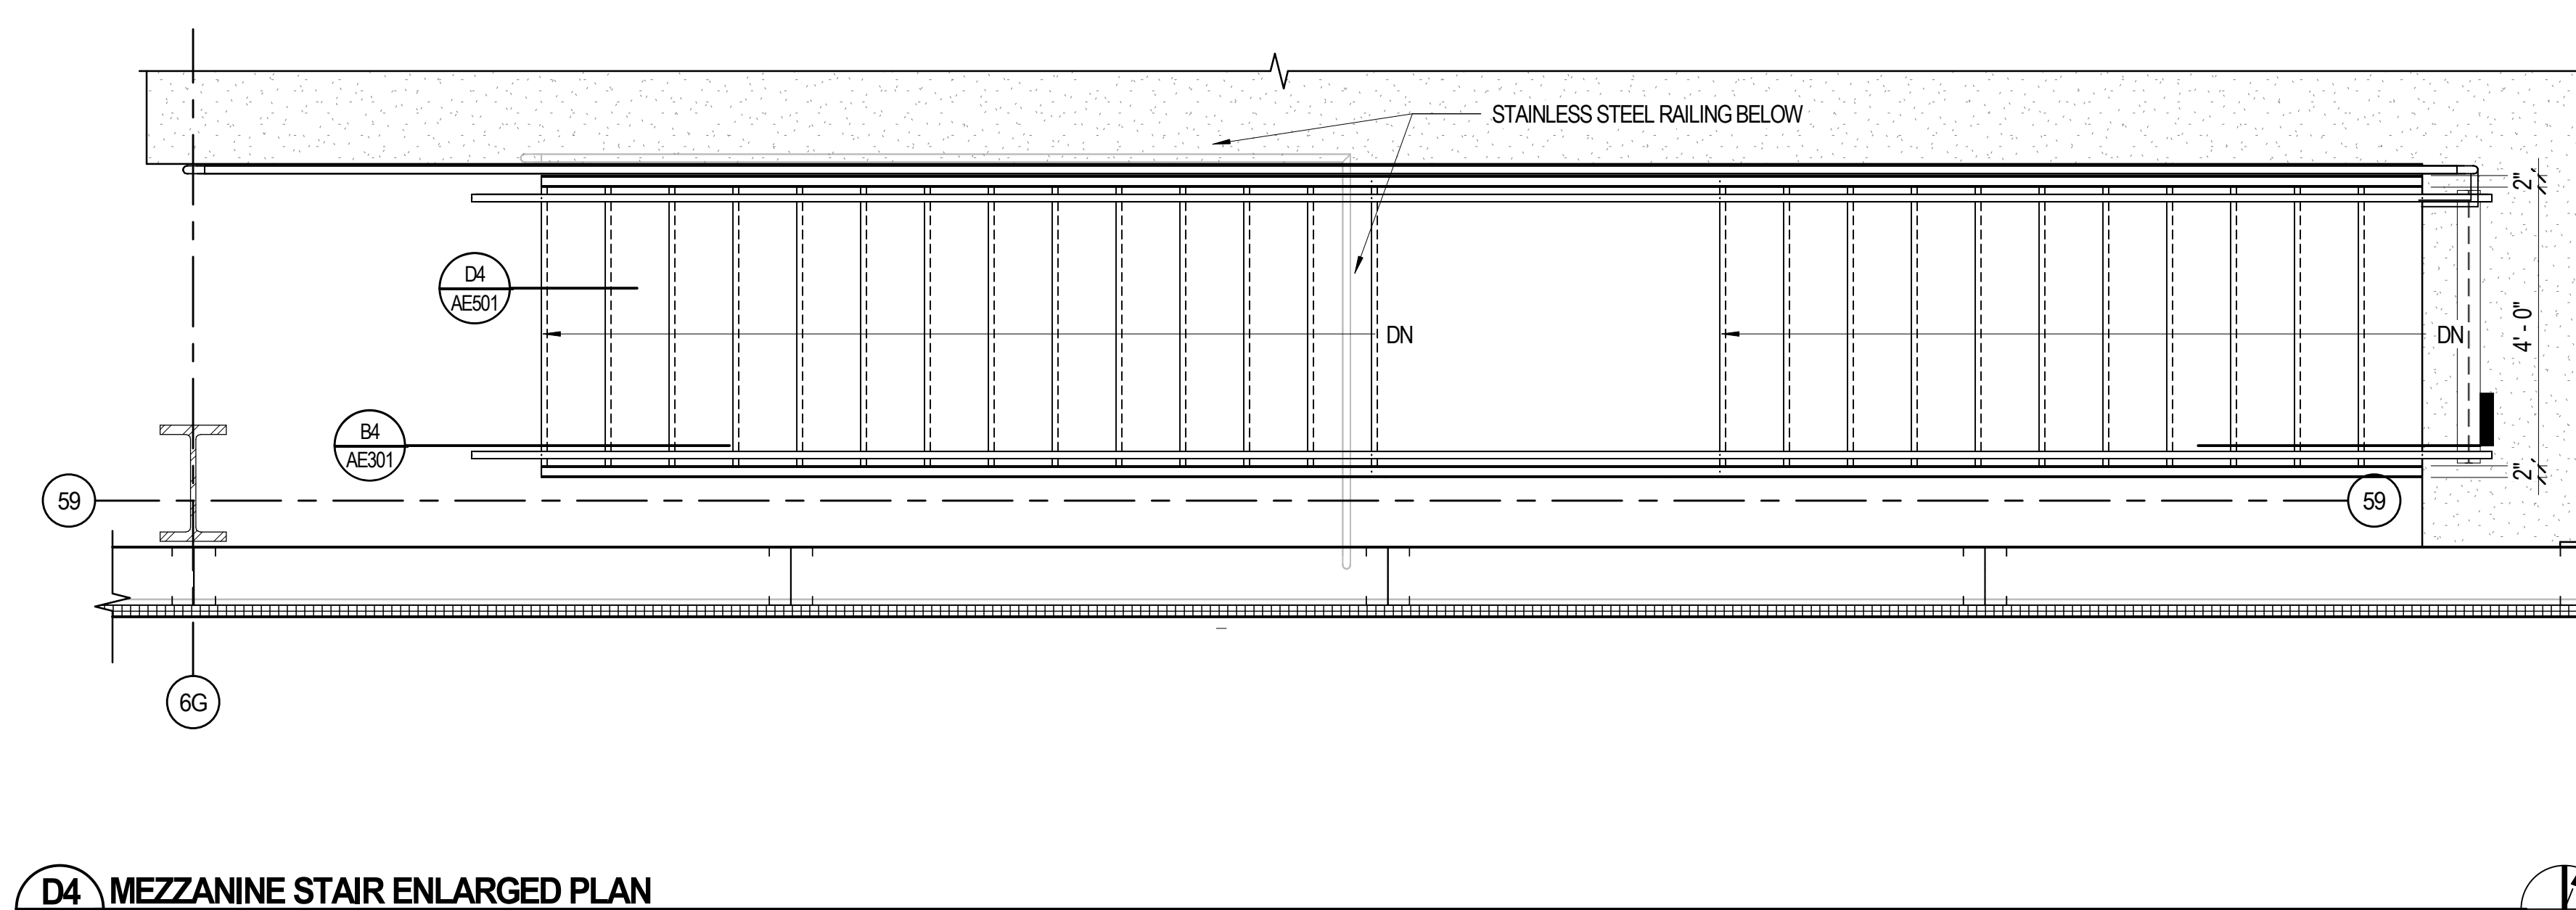 STAINLESS STEEL RAILING BELOW
2"
D4
AE501
DN
DN
4' - 0"
B4
AE301
2"
59
59
6G
D4 MEZZANINE STAIR ENLARGED PLAN